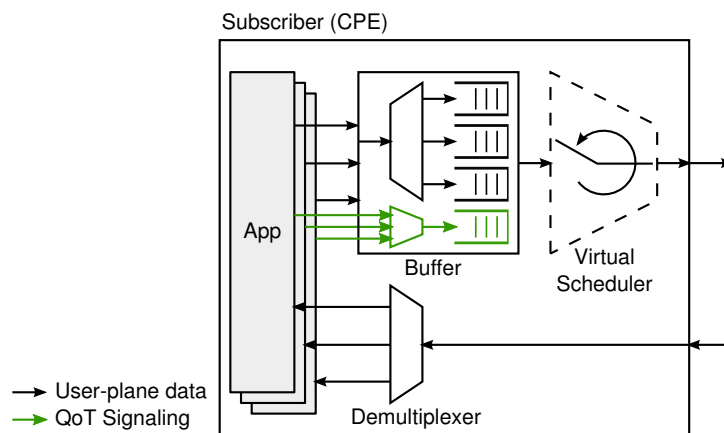 Subscriber (CPE)
App
Buffer
Virtual
Scheduler
Demultiplexer
User-plane data
QoT Signaling